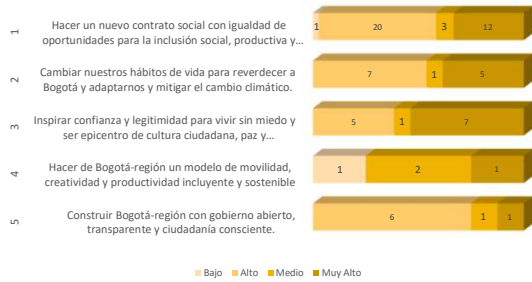 1
Hacer un nuevo contrato social con igualdad de
oportunidades para la inclusión social, productiva y…
1 20 3 12
2
Cambiar nuestros hábitos de vida para reverdecer a
Bogotá y adaptarnos y mitigar el cambio climático.
7 1 5
3
Inspirar confianza y legitimidad para vivir sin miedo y
ser epicentro de cultura ciudadana, paz y…
5 1 7
4
Hacer de Bogotá-región un modelo de movilidad,
creatividad y productividad incluyente y sostenible
1 2 1
5
Construir Bogotá-región con gobierno abierto,
transparente y ciudadanía consciente.
6 1 1
Bajo Alto Medio Muy Alto